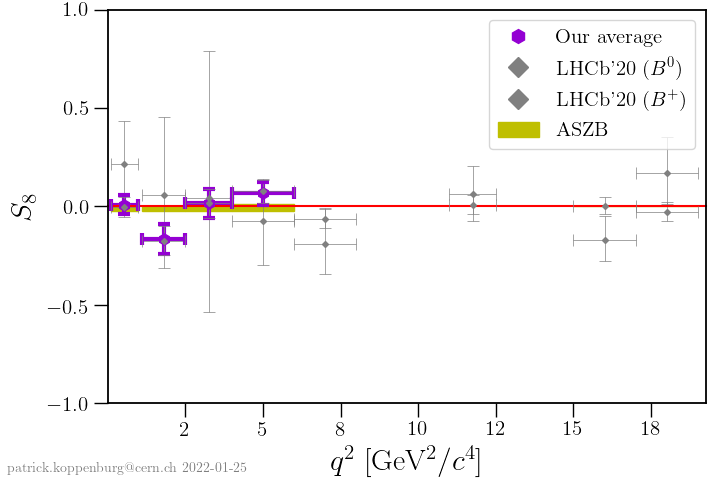 1.0
0.5
0.0
−0.5
−1.0
S₈
Our average
LHCb'20 (B⁰)
LHCb'20 (B⁺)
ASZB
2 5 8 10 12 15 18
q² [GeV²/c⁴]
patrick.koppenburg@cern.ch 2022-01-25